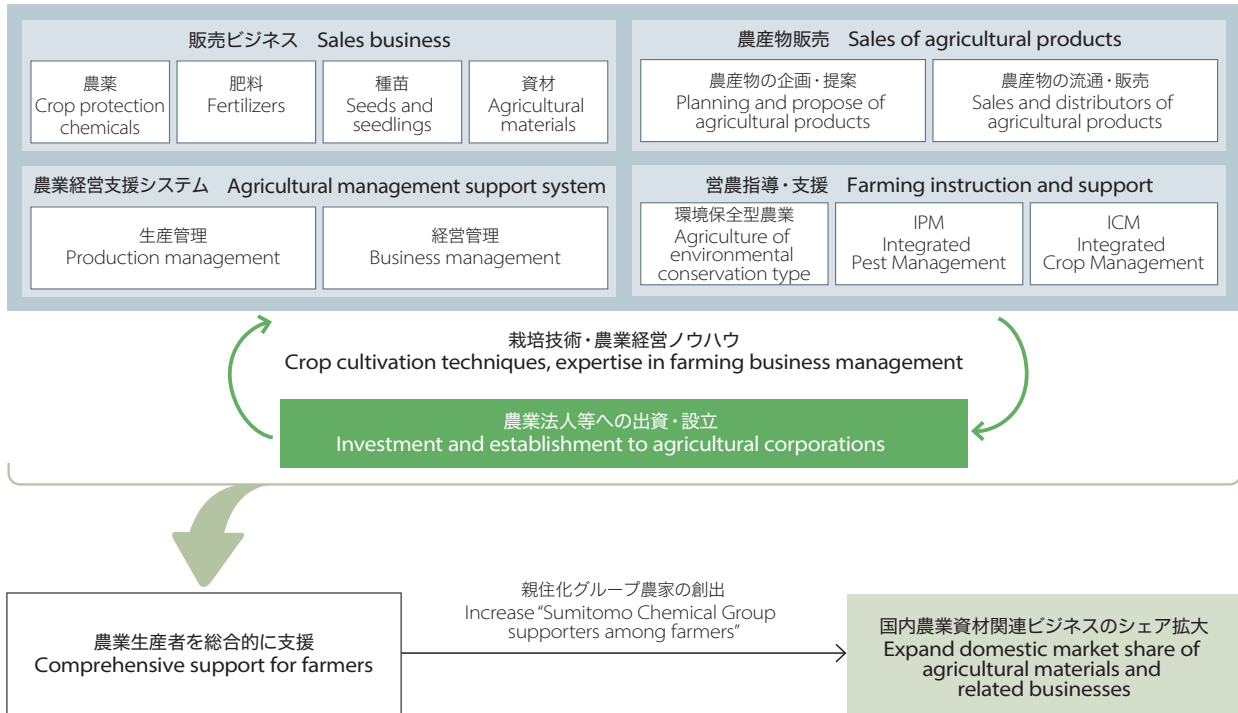 販売ビジネス Sales business
農薬
Crop protection
chemicals
肥料
Fertilizers
種苗
Seeds and
seedlings
資材
Agricultural
materials
農産物販売 Sales of agricultural products
農産物の企画・提案
Planning and propose of
agricultural products
農産物の流通・販売
Sales and distributors of
agricultural products
農業経営支援システム Agricultural management support system
生産管理
Production management
経営管理
Business management
営農指導・支援 Farming instruction and support
環境保全型農業
Agriculture of
environmental
conservation type
IPM
Integrated
Pest Management
ICM
Integrated
Crop Management
栽培技術・農業経営ノウハウ
Crop cultivation techniques, expertise in farming business management
農業法人等への出資・設立
Investment and establishment to agricultural corporations
農業生産者を総合的に支援
Comprehensive support for farmers
親住化グループ農家の創出
Increase “Sumitomo Chemical Group
supporters among farmers”
国内農業資材関連ビジネスのシェア拡大
Expand domestic market share of
agricultural materials and
related businesses